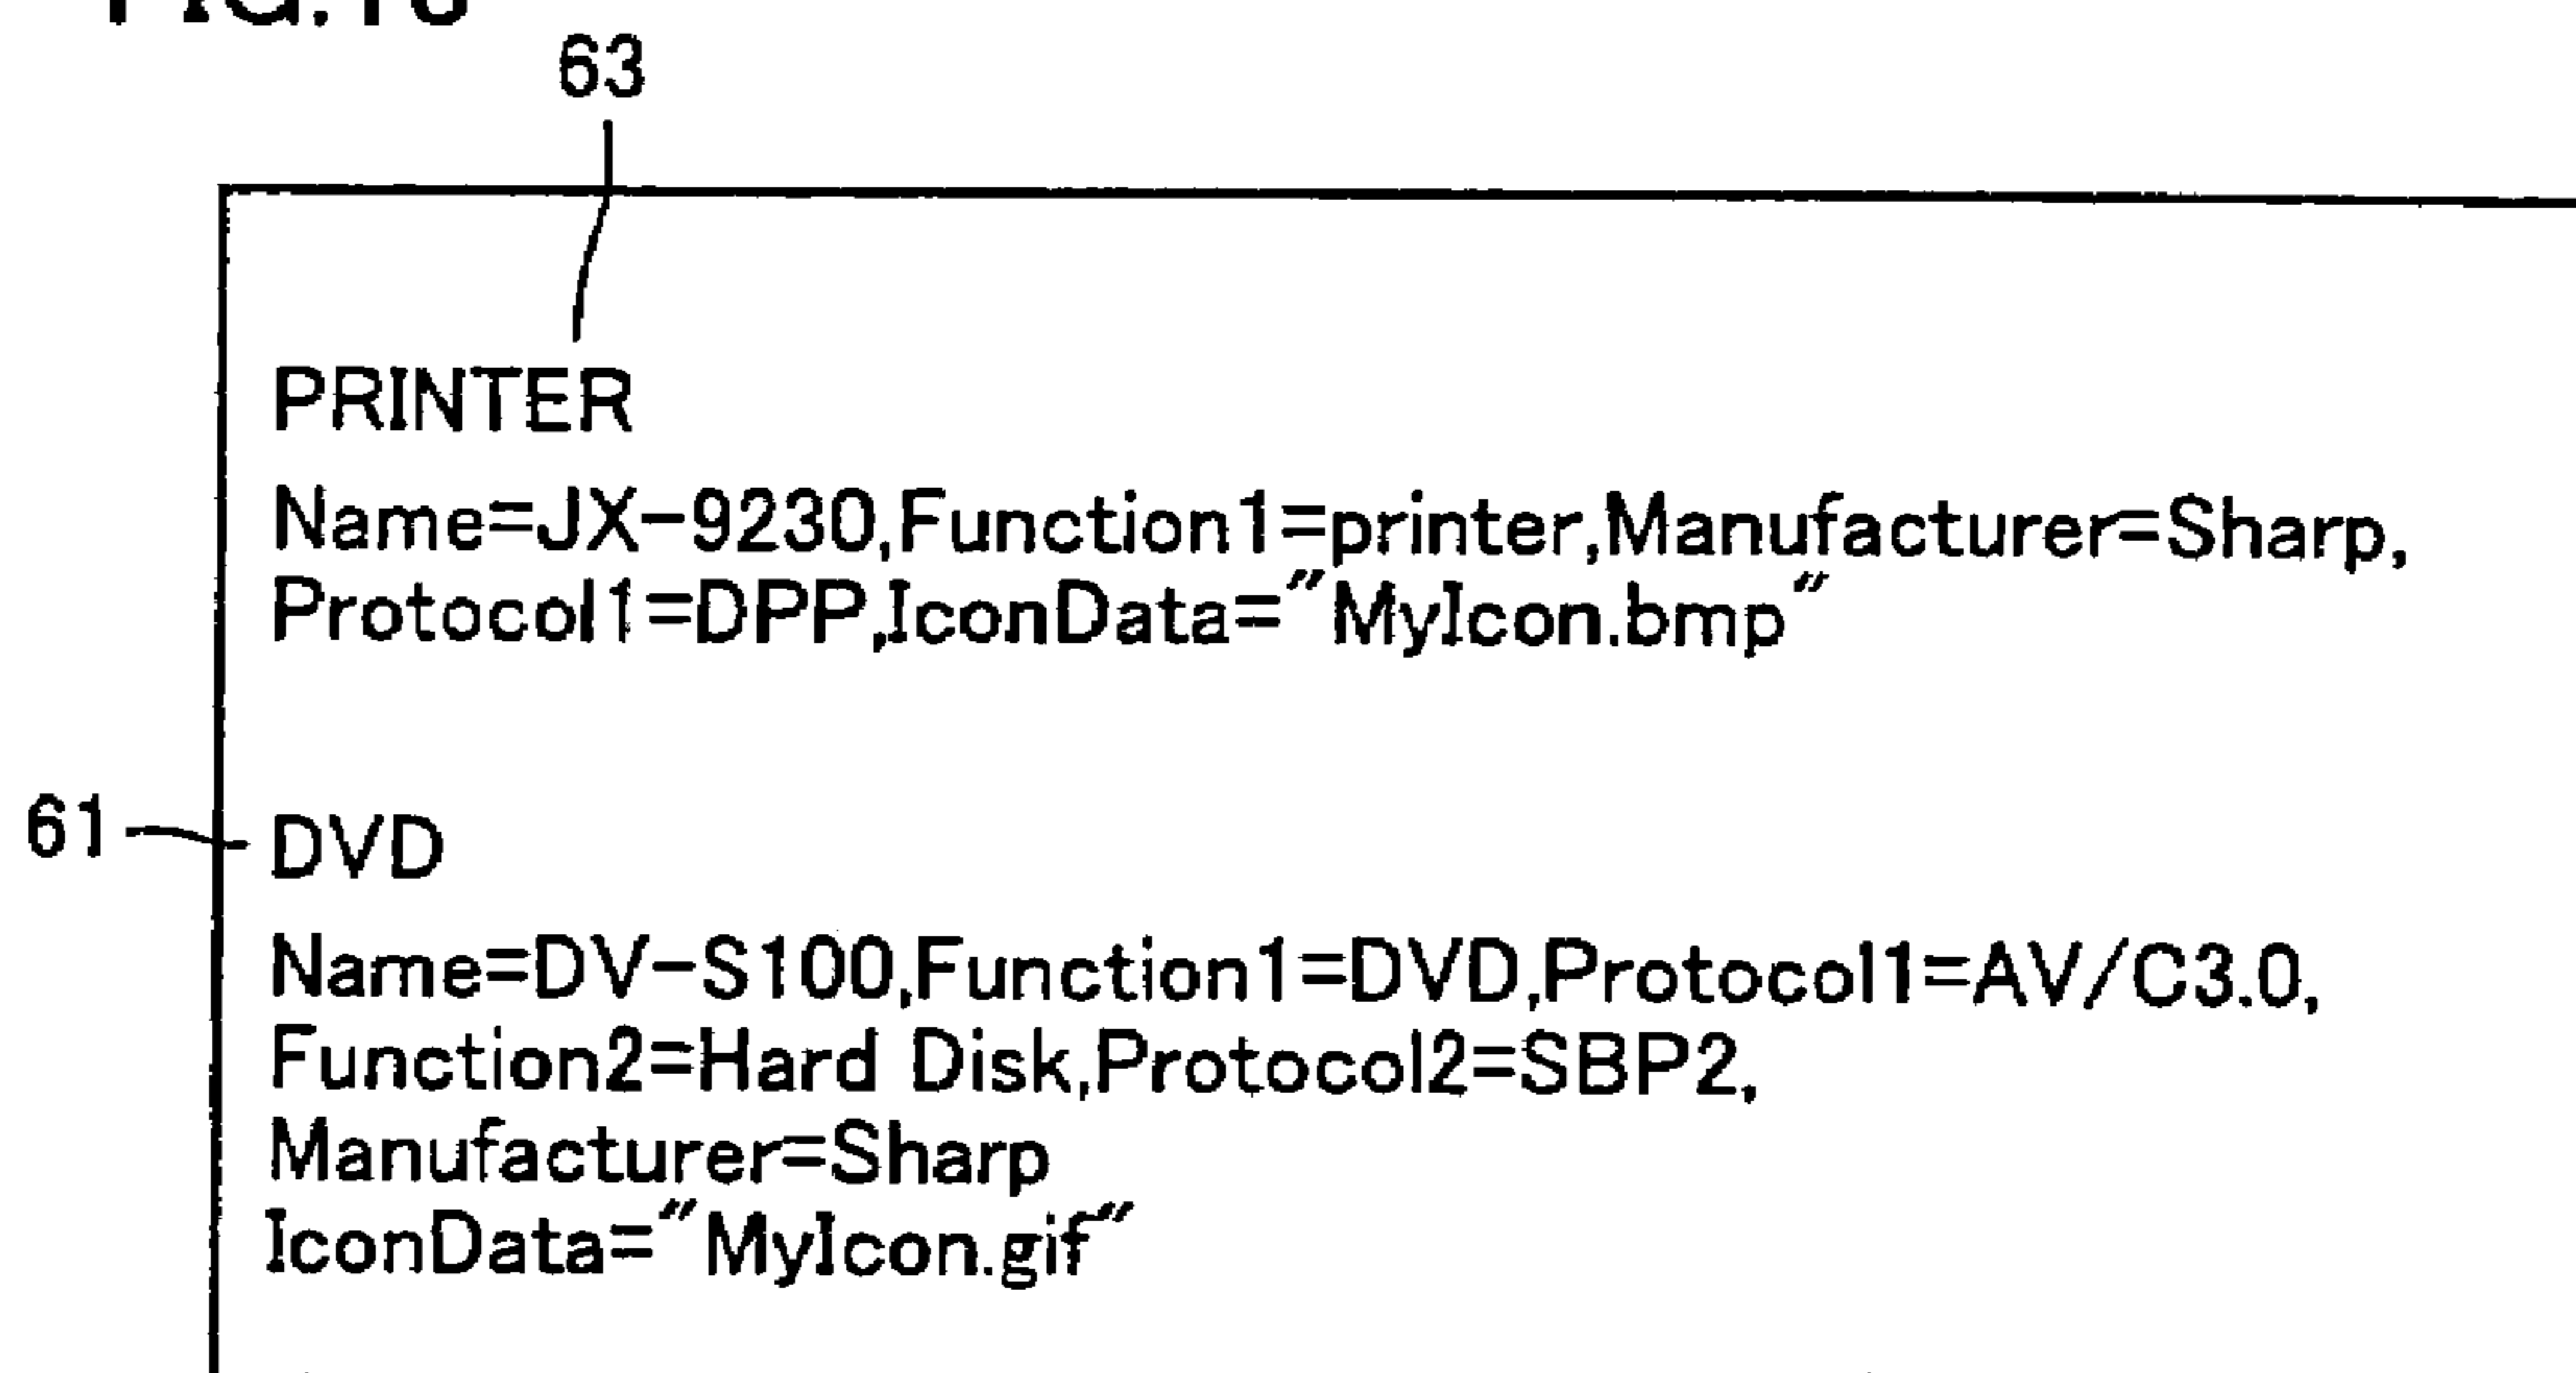 63
PRINTER
Name=JX-9230,Function1=printer,Manufacturer=Sharp,
Protocol1=DPP,IconData="MyIcon.bmp"
61 DVD
Name=DV-S100,Function1=DVD,Protocol1=AV/C3.0,
Function2=Hard Disk,Protocol2=SBP2,
Manufacturer=Sharp
IconData="MyIcon.gif"